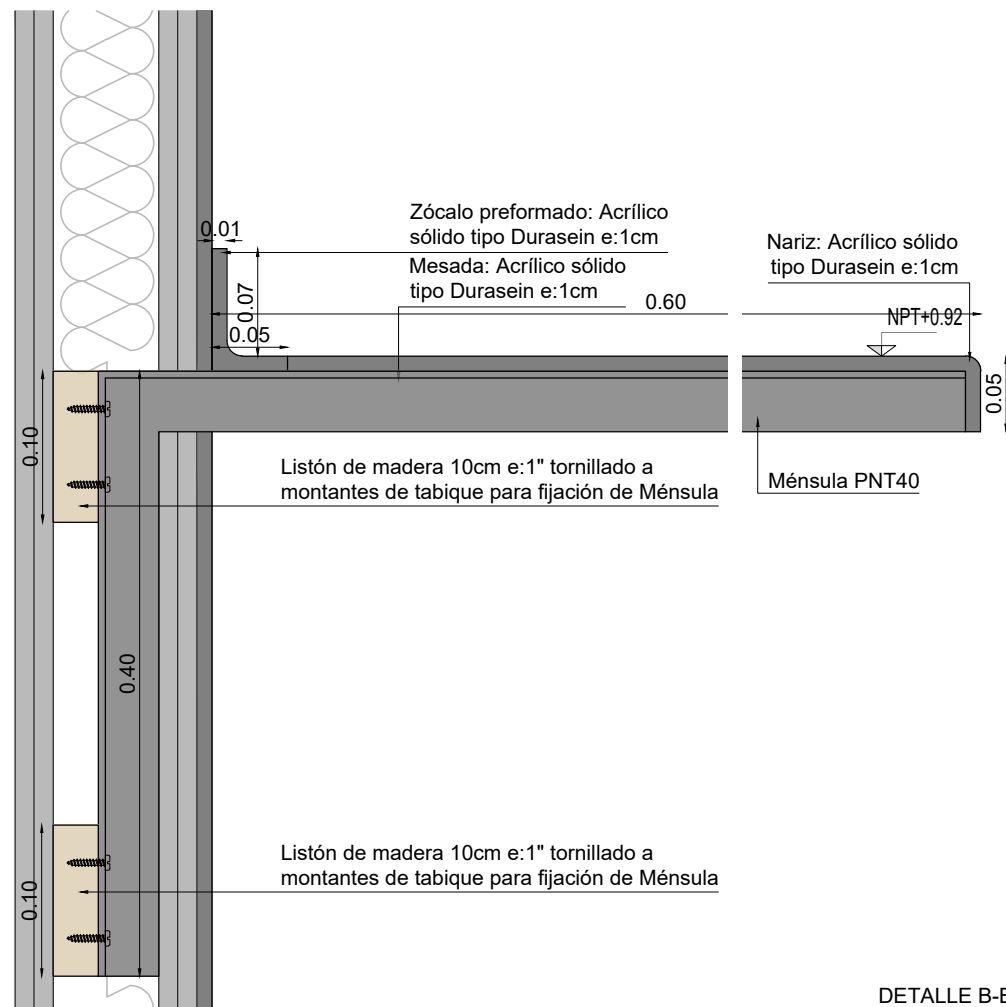 Zócalo preformado: Acrílico
sólido tipo Durasein e:1cm
0.01
Mesada: Acrílico sólido
tipo Durasein e:1cm
Nariz: Acrílico sólido
tipo Durasein e:1cm
0.07
0.60
NPT+0.92
0.05
0.05
0.10
Listón de madera 10cm e:1" tornillado a
montantes de tabique para fijación de Ménsula
Ménsula PNT40
0.40
Listón de madera 10cm e:1" tornillado a
montantes de tabique para fijación de Ménsula
0.10
DETALLE B-B